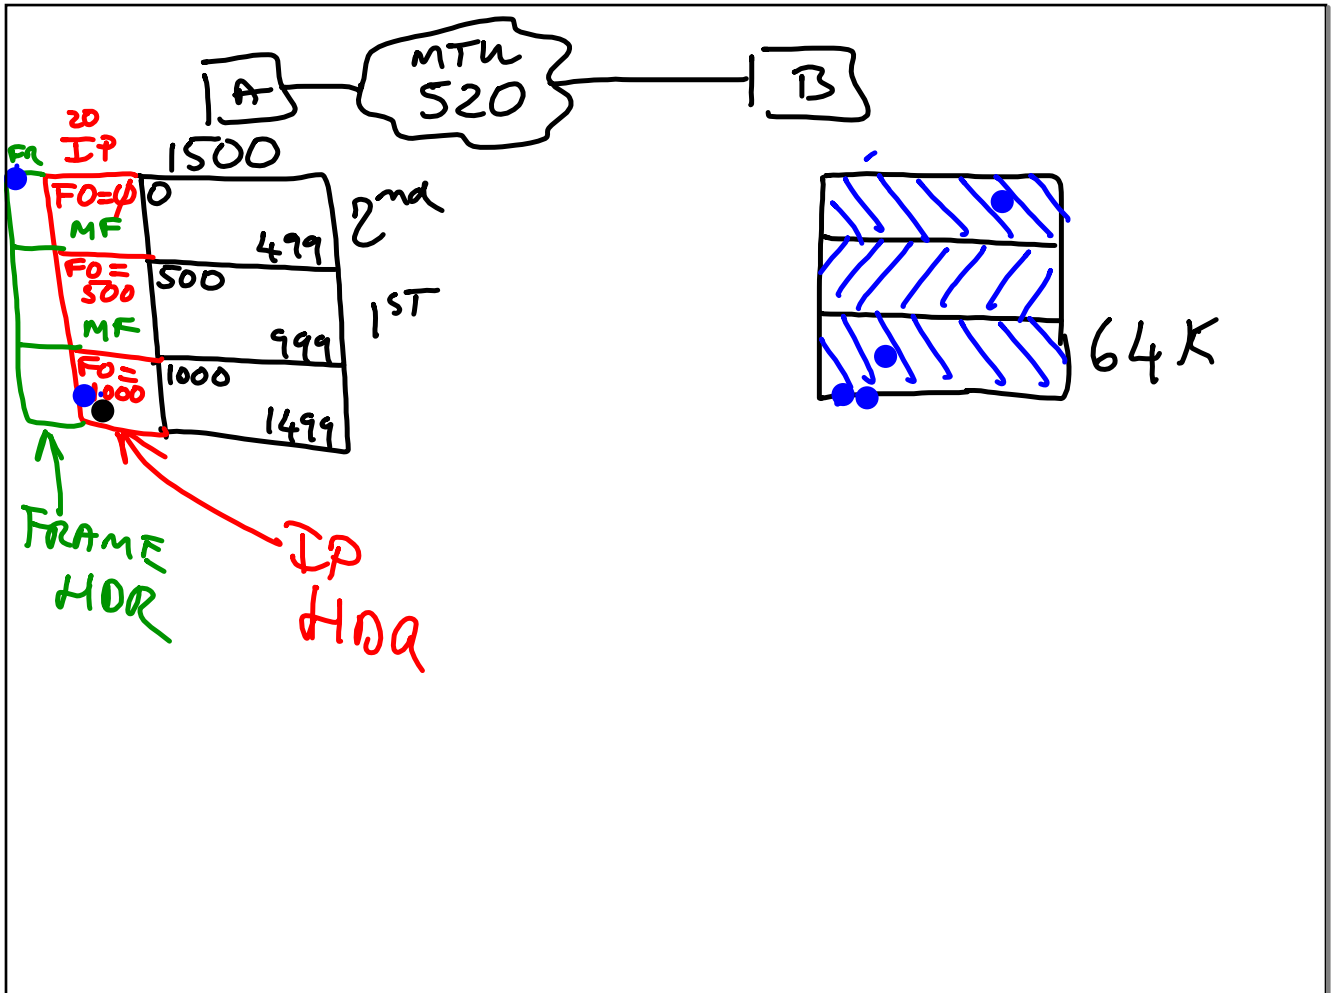 A
MTU
520
B
20
IP
FR
1500
FO=φ
MF
0
499
2nd
FO=
500
MF
500
999
1ST
FO=
1000
1000
1499
64K
FRAME
HDR
IP
HDR